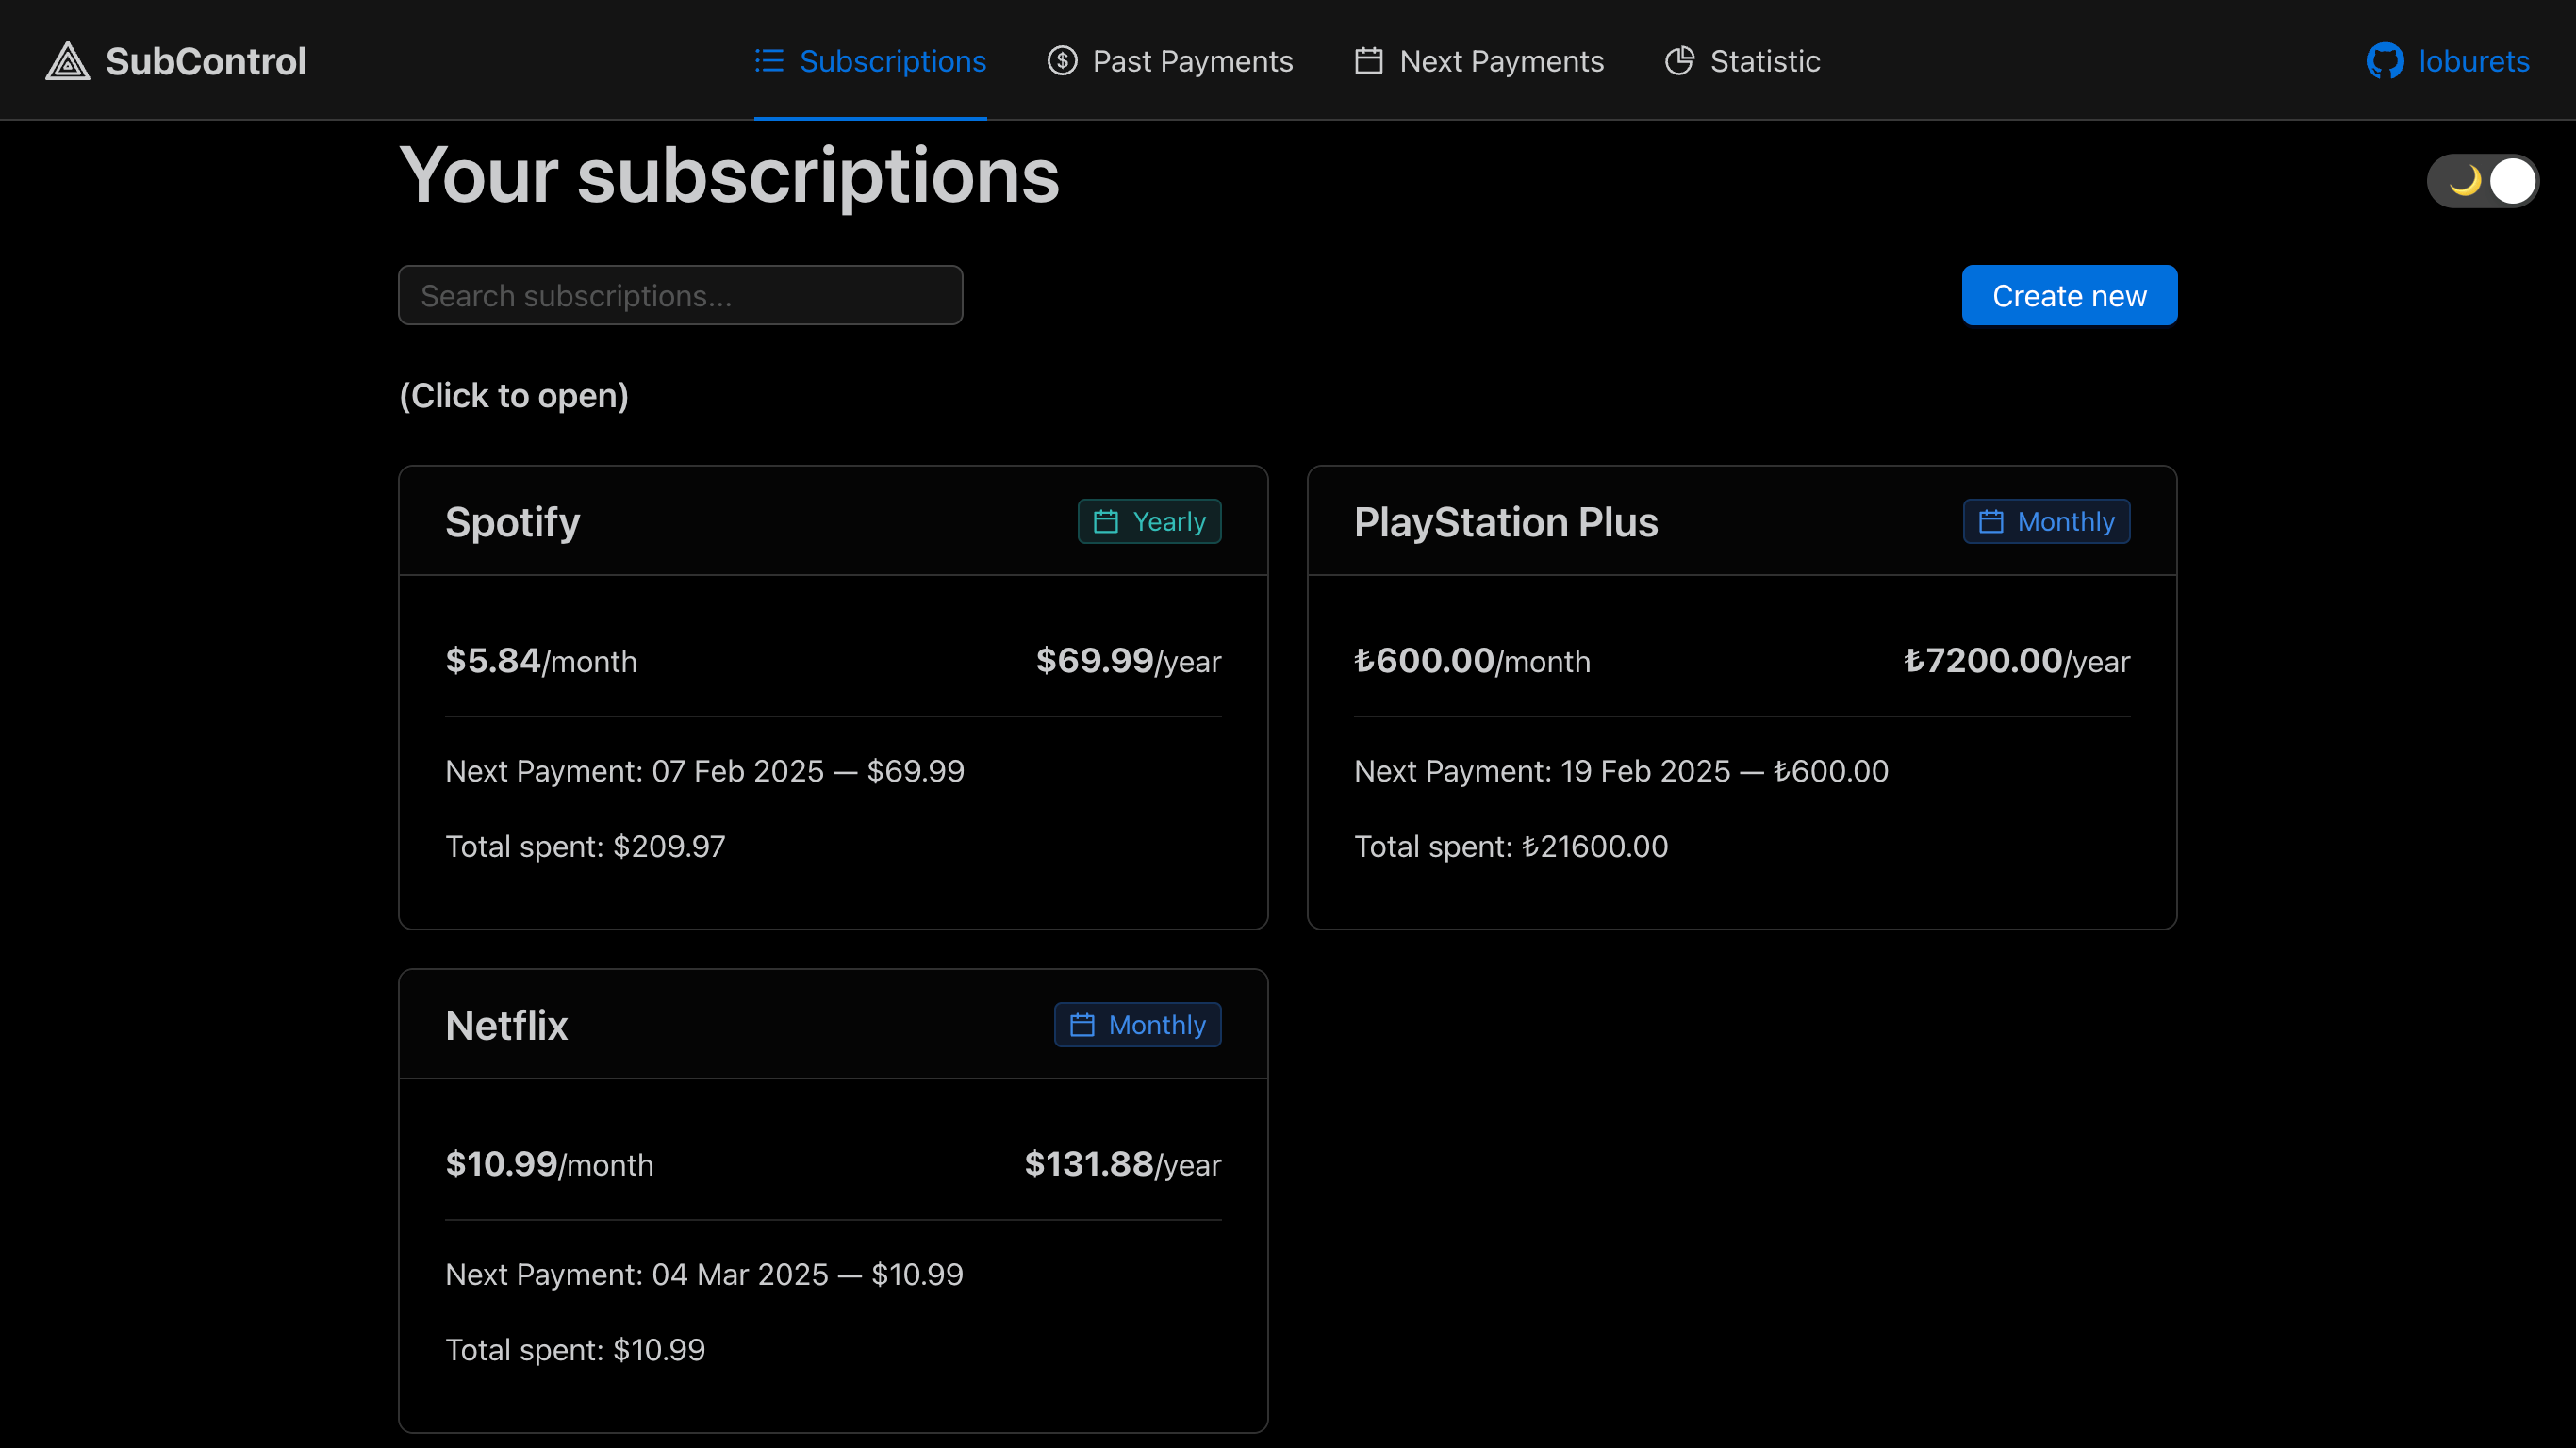 SubControl
Subscriptions
Past Payments
Next Payments
Statistic
loburets
Your subscriptions
Search subscriptions...
Create new
(Click to open)
Spotify
Yearly
$5.84/month
$69.99/year
Next Payment: 07 Feb 2025 — $69.99
Total spent: $209.97
PlayStation Plus
Monthly
₺600.00/month
₺7200.00/year
Next Payment: 19 Feb 2025 — ₺600.00
Total spent: ₺21600.00
Netflix
Monthly
$10.99/month
$131.88/year
Next Payment: 04 Mar 2025 — $10.99
Total spent: $10.99